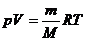 pV = m/M RT